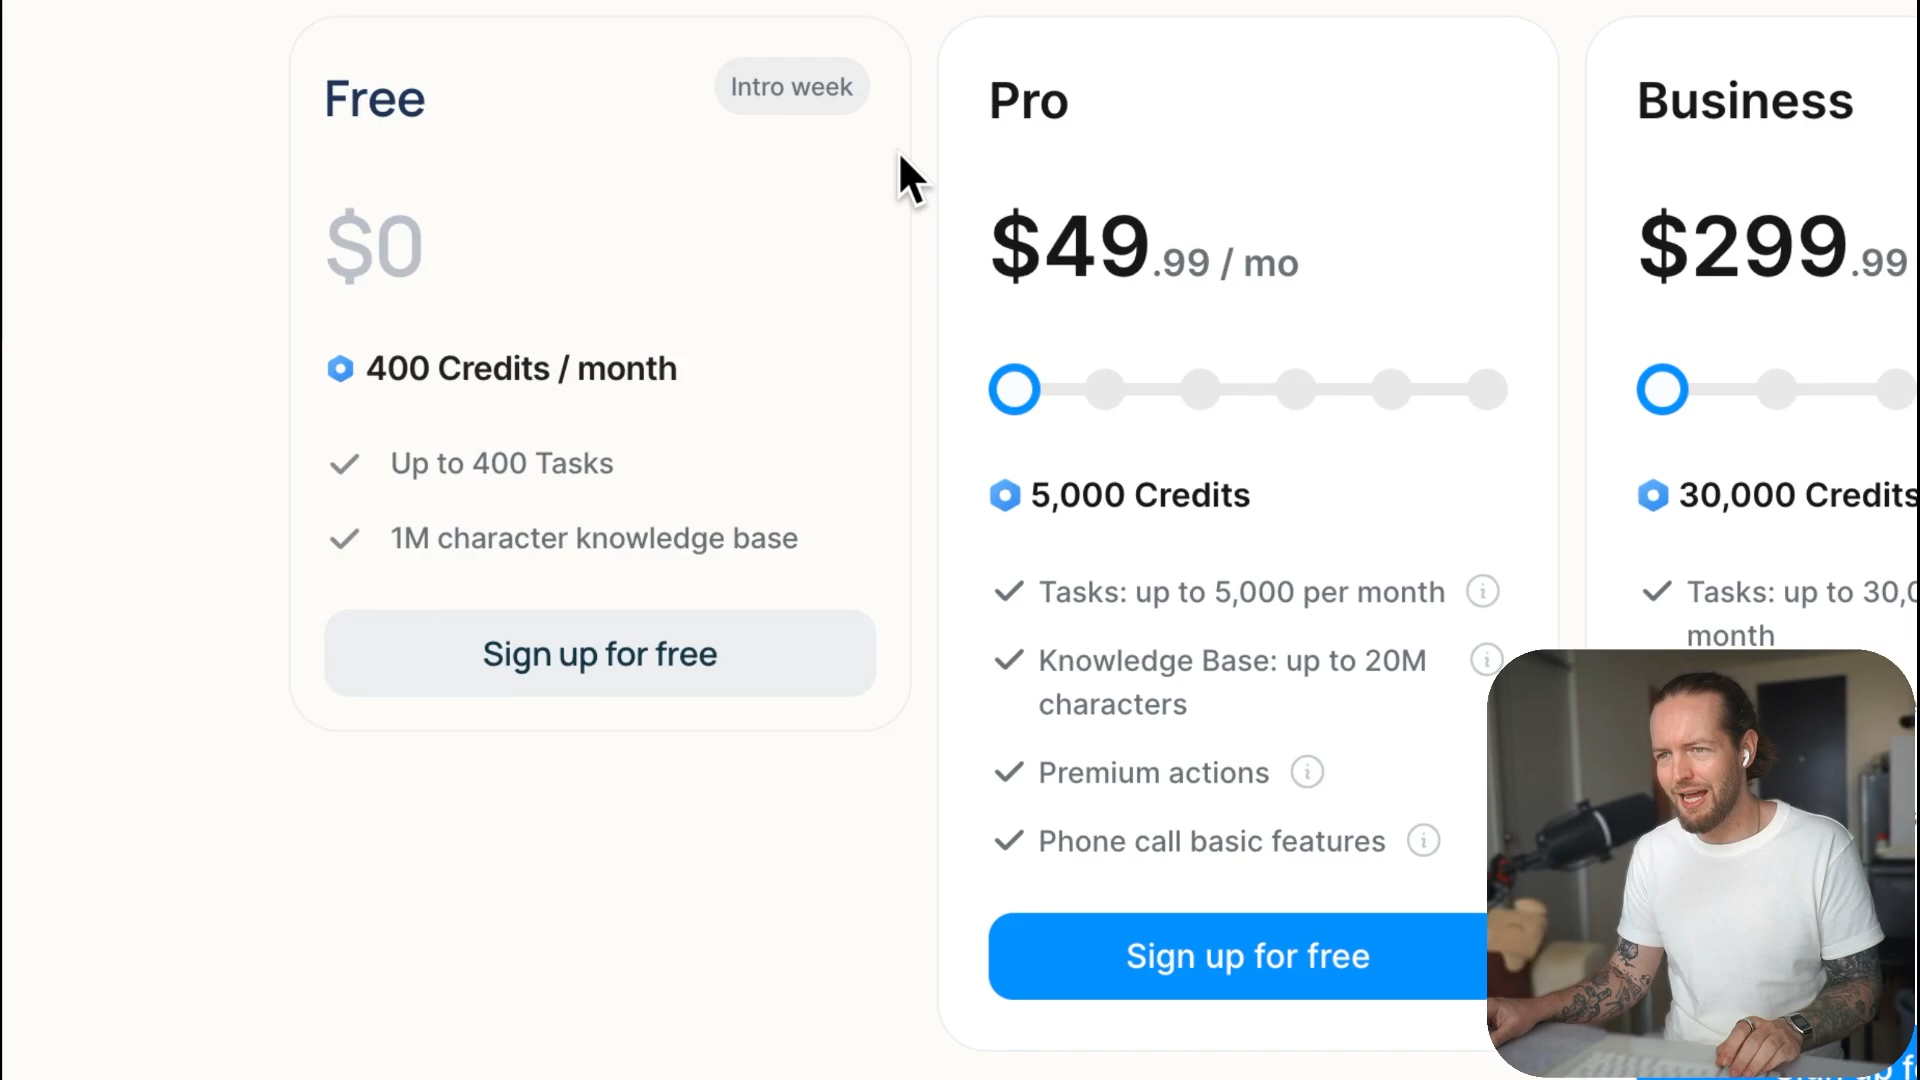 Free
Intro week
$0
400 Credits / month
Up to 400 Tasks
1M character knowledge base
Sign up for free
Pro
$49.99 / mo
5,000 Credits
Tasks: up to 5,000 per month
Knowledge Base: up to 20M
characters
Premium actions
Phone call basic features
Sign up for free
Business
$299.99
30,000 Credits
Tasks: up to 30,0
month